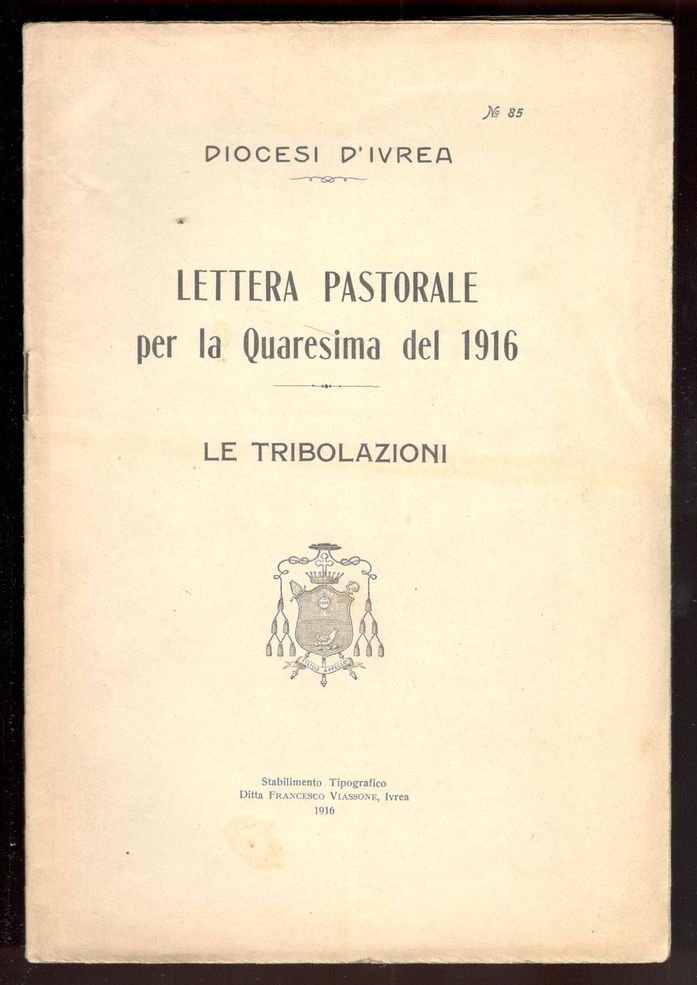 № 85
DIOCESI D'IVREA
LETTERA PASTORALE
per la Quaresima del 1916
LE TRIBOLAZIONI
Stabilimento Tipografico
Ditta FRANCESCO VIASSONE, Ivrea
1916